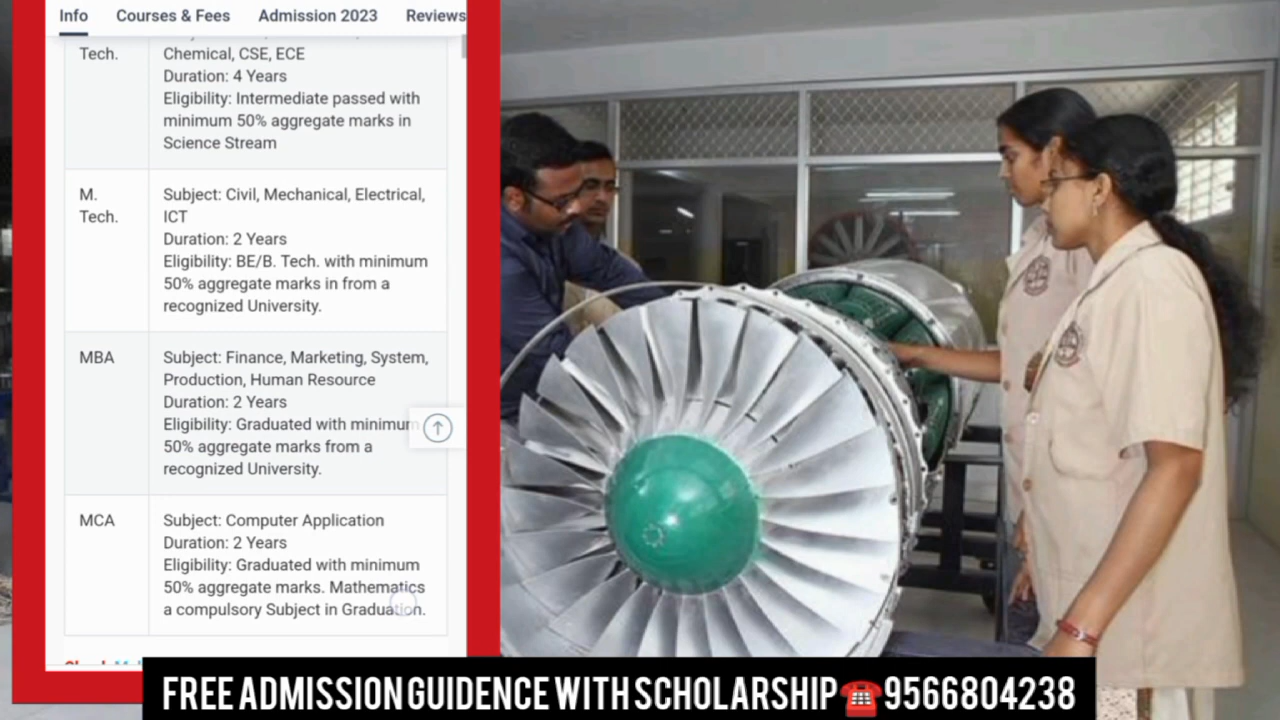 Info Courses & Fees Admission 2023 Reviews
Tech.
Chemical, CSE, ECE
Duration: 4 Years
Eligibility: Intermediate passed with
minimum 50% aggregate marks in
Science Stream
M.
Tech.
Subject: Civil, Mechanical, Electrical,
ICT
Duration: 2 Years
Eligibility: BE/B. Tech. with minimum
50% aggregate marks in from a
recognized University.
MBA
Subject: Finance, Marketing, System,
Production, Human Resource
Duration: 2 Years
Eligibility: Graduated with minimum
50% aggregate marks from a
recognized University.
MCA
Subject: Computer Application
Duration: 2 Years
Eligibility: Graduated with minimum
50% aggregate marks. Mathematics
a compulsory Subject in Graduation.
FREE ADMISSION GUIDENCE WITH SCHOLARSHIP☎️9566804238